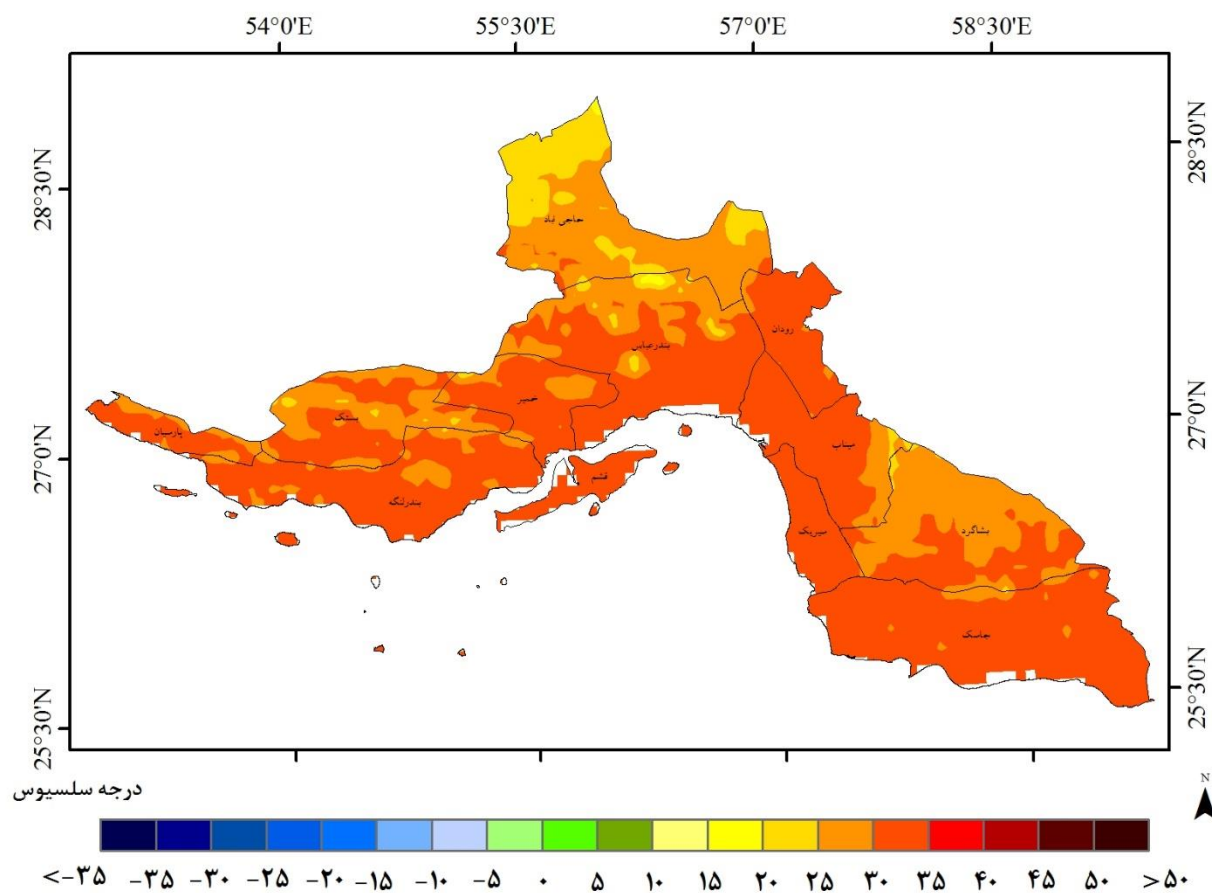 54°0'E 55°30'E 57°0'E 58°30'E
28°30'N
28°30'N
حاجی آباد
رودان
بندرعباس
خمیر
بستک
پارسیان
27°0'N
27°0'N
میناب
قشم
بندرلنگه
سیریک
بشاگرد
جاسک
25°30'N
25°30'N
درجه سلسیوس
N
<-۳۵ -۳۵ -۳۰ -۲۵ -۲۰ -۱۵ -۱۰ -۵ ۰ ۵ ۱۰ ۱۵ ۲۰ ۲۵ ۳۰ ۳۵ ۴۰ ۴۵ ۵۰ >۵۰